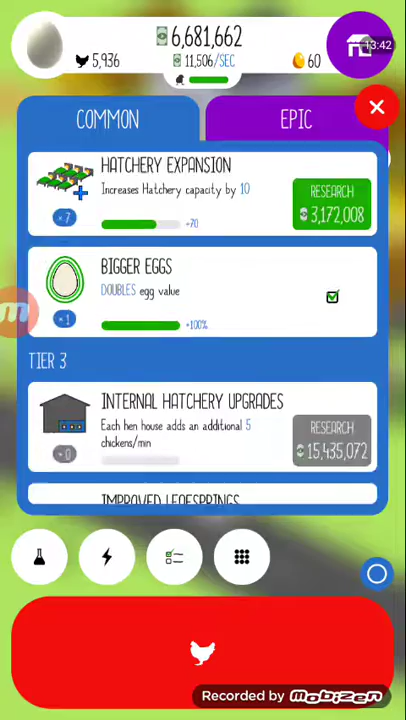 6,681,662
5,936
11,506/SEC
60
13:42
COMMON
EPIC
HATCHERY EXPANSION
Increases Hatchery capacity by 10
RESEARCH
3,172,008
× 7
+70
BIGGER EGGS
DOUBLES egg value
× 1
+100%
TIER 3
INTERNAL HATCHERY UPGRADES
Each hen house adds an additional 5
chickens/min
RESEARCH
15,435,072
× 0
IMPROVED LEGESPRINGS
Recorded by MOBIZEN